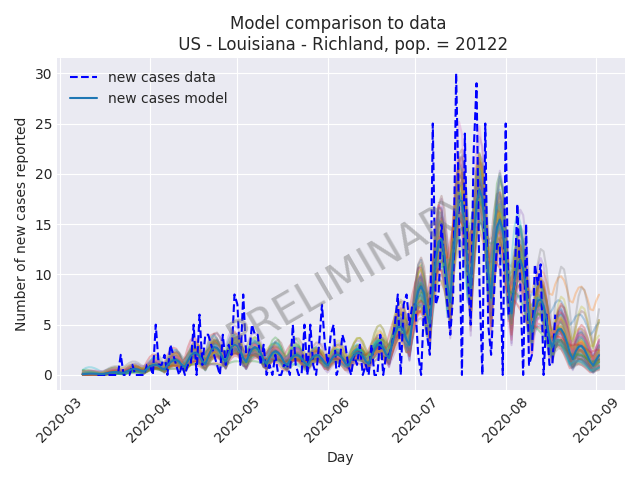 Model comparison to data
US - Louisiana - Richland, pop. = 20122
new cases data
new cases model
Number of new cases reported
30
25
20
15
10
5
0
PRELIMINARY
2020-03
2020-04
2020-05
2020-06
2020-07
2020-08
2020-09
Day